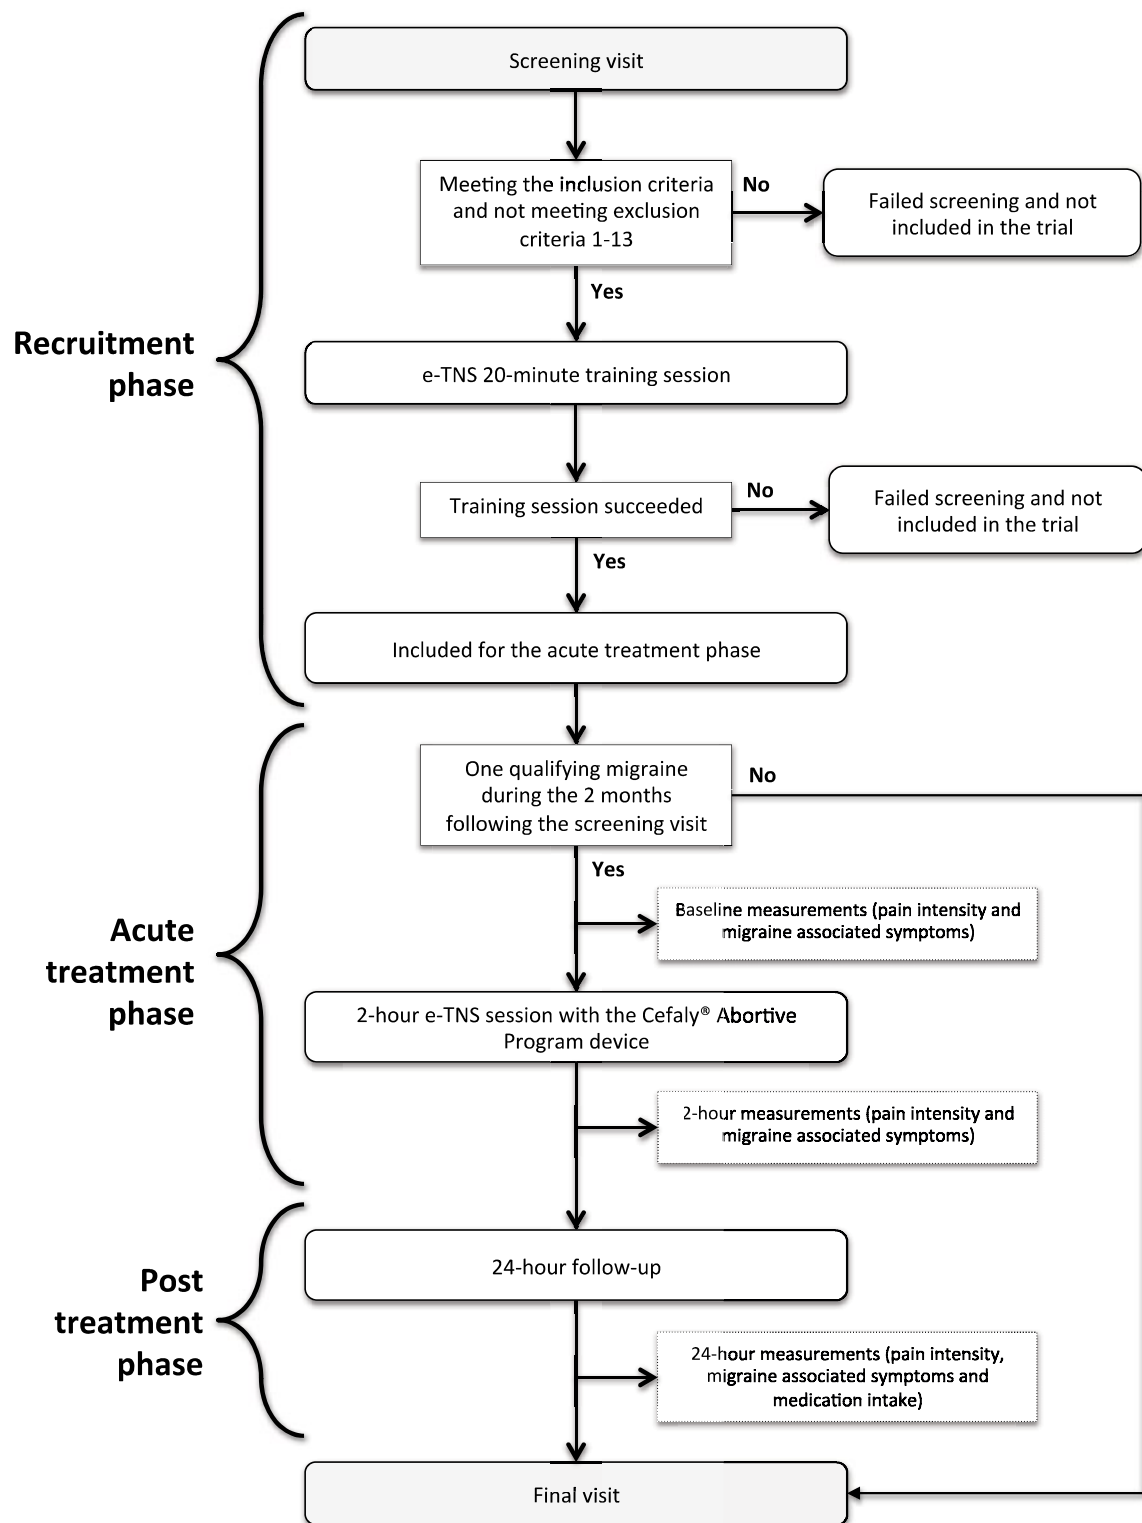 Screening visit
Meeting the inclusion criteria
and not meeting exclusion
criteria 1-13
No
Failed screening and not
included in the trial
Yes
Recruitment
phase
e-TNS 20-minute training session
Training session succeeded
No
Failed screening and not
included in the trial
Yes
Included for the acute treatment phase
One qualifying migraine
during the 2 months
following the screening visit
No
Yes
Baseline measurements (pain intensity and
migraine associated symptoms)
Acute
treatment
phase
2-hour e-TNS session with the Cefaly® Abortive
Program device
2-hour measurements (pain intensity and
migraine associated symptoms)
24-hour follow-up
Post
treatment
phase
24-hour measurements (pain intensity,
migraine associated symptoms and
medication intake)
Final visit